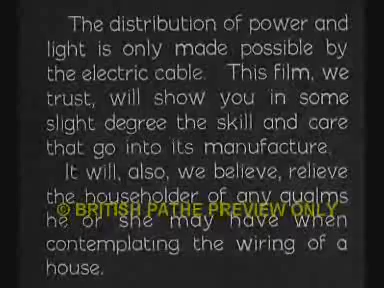 The distribution of power and
light is only made possible by
the electric cable. This film, we
trust, will show you in some
slight degree the skill and care
that go into its manufacture.
It will, also, we believe, relieve
the householder of any qualms
© BRITISH PATHE PREVIEW ONLY
he or she may have when
contemplating the wiring of a
house.